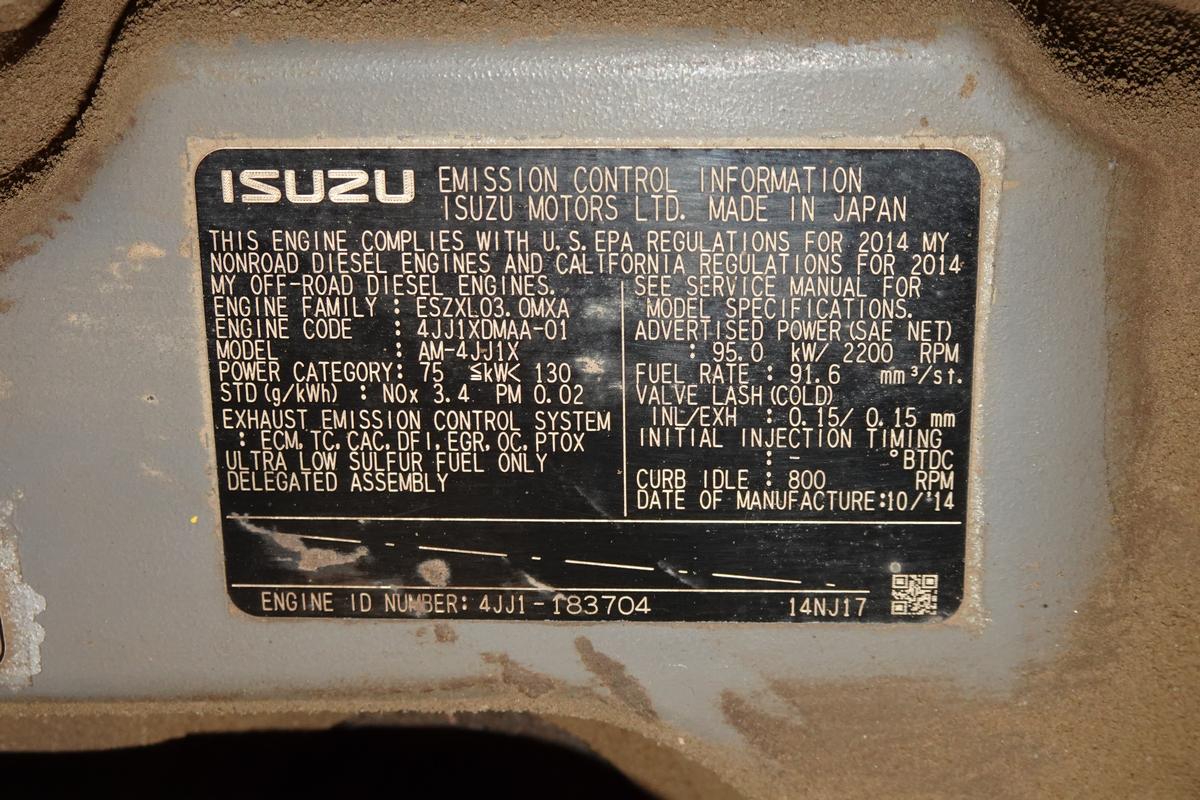 ISUZU EMISSION CONTROL INFORMATION
ISUZU MOTORS LTD. MADE IN JAPAN
THIS ENGINE COMPLIES WITH U.S.EPA REGULATIONS FOR 2014 MY
NONROAD DIESEL ENGINES AND CALIFORNIA REGULATIONS FOR 2014
MY OFF-ROAD DIESEL ENGINES.
ENGINE FAMILY : ESZXL03.0MXA
ENGINE CODE : 4JJ1XDMAA-01
MODEL : AM-4JJ1X
POWER CATEGORY: 75 ≦kW< 130
STD(g/kWh) : NOx 3.4 PM 0.02
EXHAUST EMISSION CONTROL SYSTEM
: ECM,TC,CAC,DFI,EGR,OC,PTOX
ULTRA LOW SULFUR FUEL ONLY
DELEGATED ASSEMBLY
SEE SERVICE MANUAL FOR
MODEL SPECIFICATIONS.
ADVERTISED POWER(SAE NET)
: 95.0 kW/ 2200 RPM
FUEL RATE : 91.6 mm³/st.
VALVE LASH(COLD)
INL/EXH : 0.15/ 0.15 mm
INITIAL INJECTION TIMING
: - °BTDC
CURB IDLE : 800 RPM
DATE OF MANUFACTURE:10/'14
ENGINE ID NUMBER: 4JJ1-183704 14NJ17